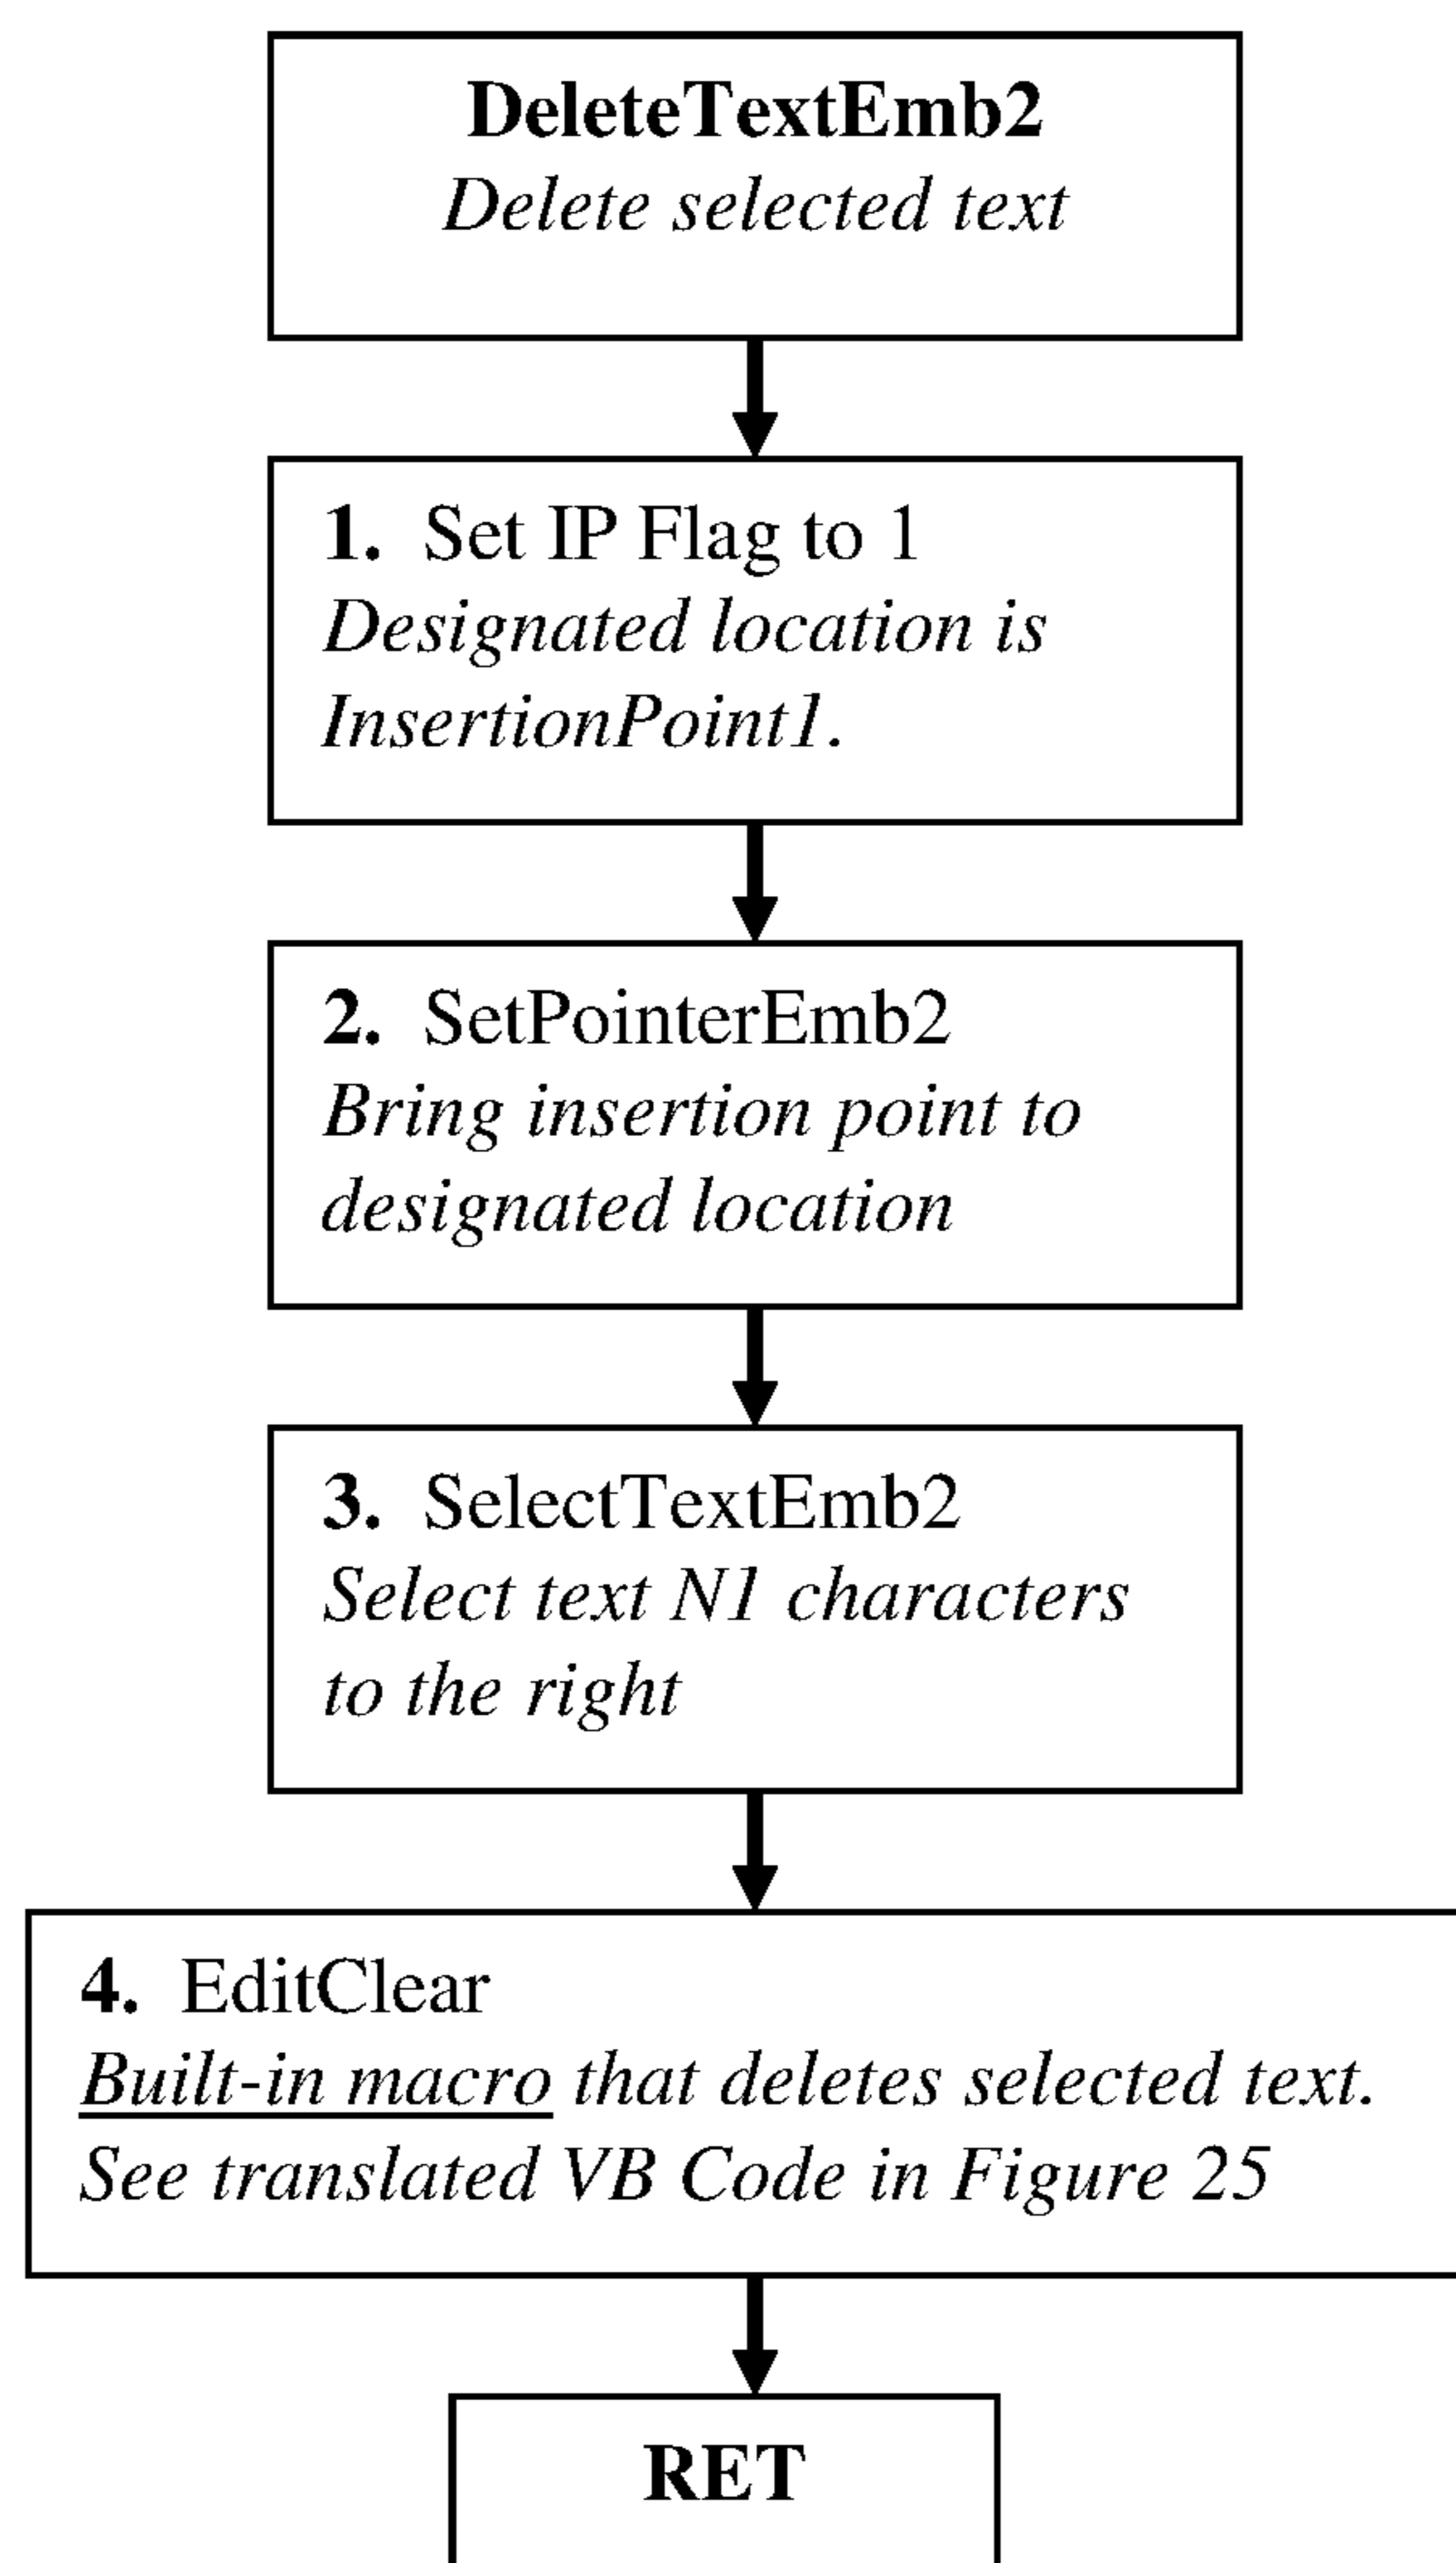 DeleteTextEmb2
Delete selected text
1. Set IP Flag to 1
Designated location is
InsertionPoint1.
2. SetPointerEmb2
Bring insertion point to
designated location
3. SelectTextEmb2
Select text N1 characters
to the right
4. EditClear
Built-in macro that deletes selected text.
See translated VB Code in Figure 25
RET